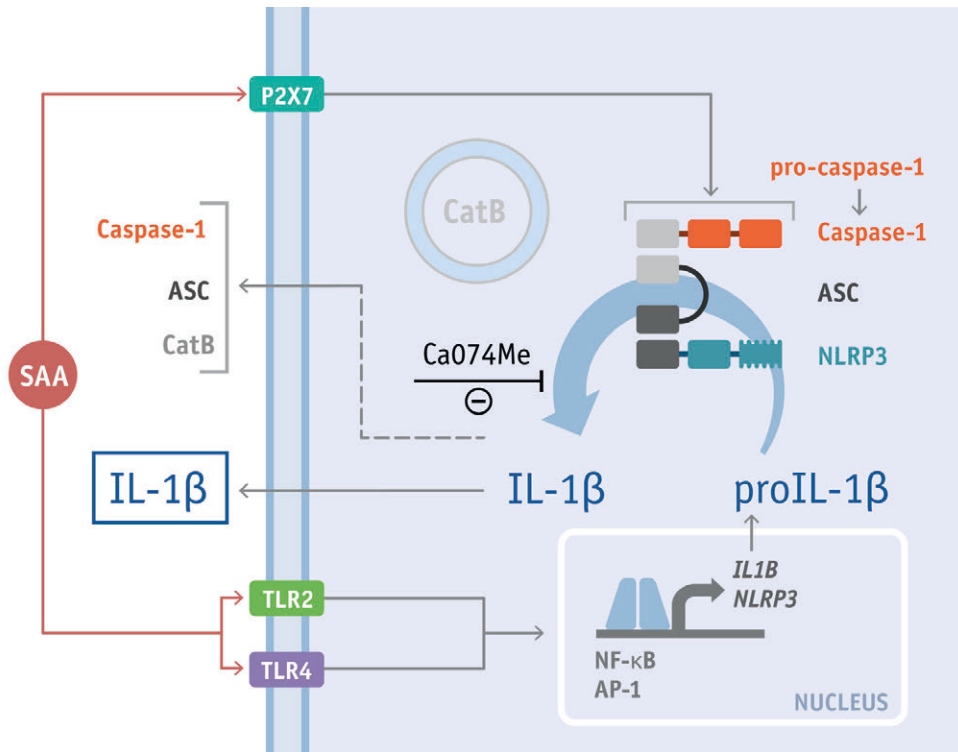 P2X7
pro-caspase-1
CatB
Caspase-1
Caspase-1
ASC
ASC
CatB
Ca074Me
NLRP3
SAA
IL-1β
IL-1β
proIL-1β
TLR2
IL1B
NLRP3
TLR4
NF-κB
AP-1
NUCLEUS